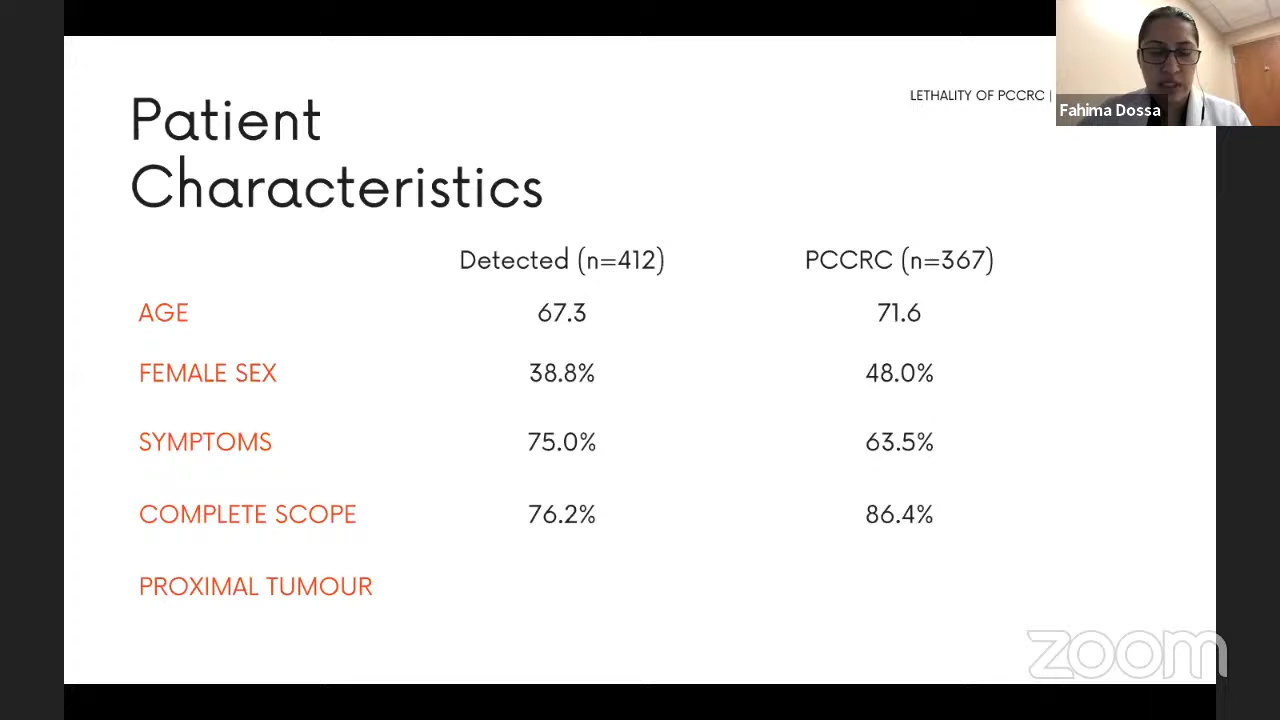 LETHALITY OF PCCRC |
Fahima Dossa
Patient
Characteristics
Detected (n=412) PCCRC (n=367)
AGE 67.3 71.6
FEMALE SEX 38.8% 48.0%
SYMPTOMS 75.0% 63.5%
COMPLETE SCOPE 76.2% 86.4%
PROXIMAL TUMOUR
zoom